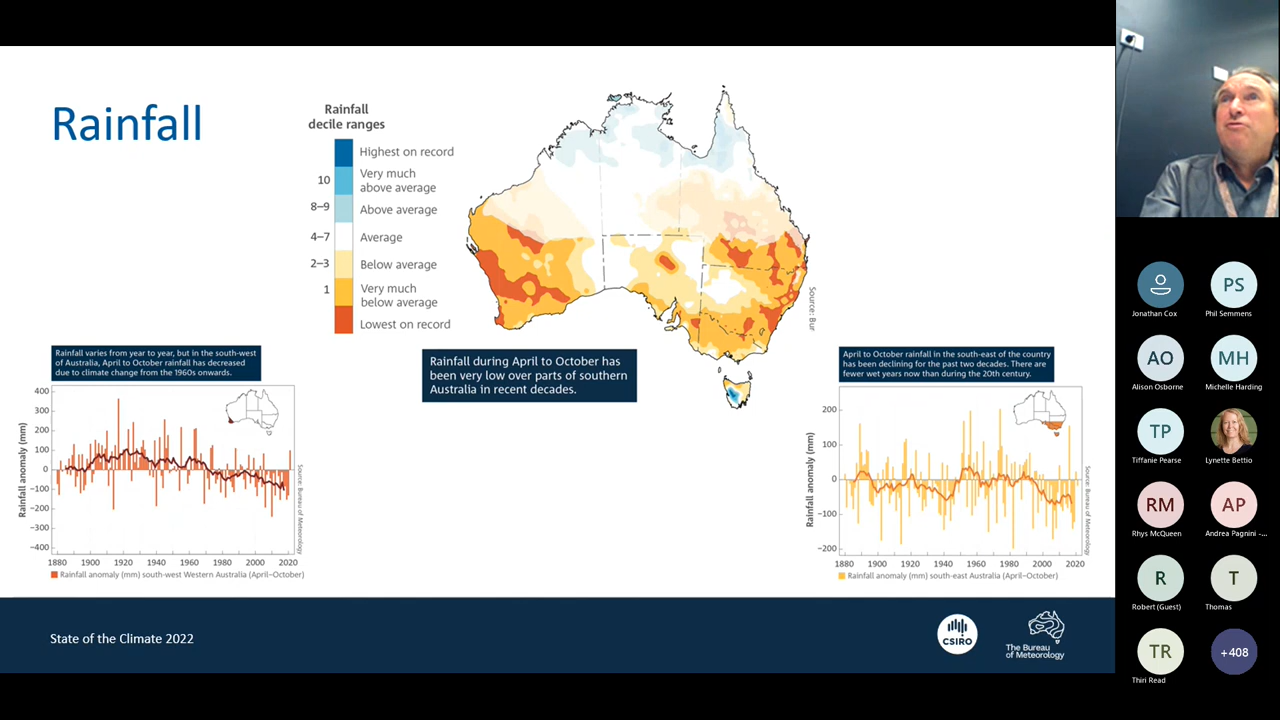 Rainfall
Rainfall
decile ranges
Highest on record
10
Very much
above average
8–9
Above average
4–7
Average
2–3
Below average
1
Very much
below average
Lowest on record
Source: Bur
Rainfall varies from year to year, but in the south-west
of Australia, April to October rainfall has decreased
due to climate change from the 1960s onwards.
Rainfall during April to October has
been very low over parts of southern
Australia in recent decades.
April to October rainfall in the south-east of the country
has been declining for the past two decades. There are
fewer wet years now than during the 20th century.
Rainfall anomaly (mm)
400
300
200
100
0
−100
−200
−300
−400
1880 1900 1920 1940 1960 1980 2000 2020
Source: Bureau of Meteorology
Rainfall anomaly (mm) south-west Western Australia (April–October)
Rainfall anomaly (mm)
200
100
0
−100
−200
1880 1900 1920 1940 1960 1980 2000 2020
Source: Bureau of Meteorology
Rainfall anomaly (mm) south-east Australia (April–October)
State of the Climate 2022
CSIRO
The Bureau
of Meteorology
Jonathan Cox
PS
Phil Semmens
AO
Alison Osborne
MH
Michelle Harding
TP
Tiffanie Pearse
Lynette Bettio
RM
Rhys McQueen
AP
Andrea Pagnini -...
R
Robert (Guest)
T
Thomas
TR
Thiri Read
+408